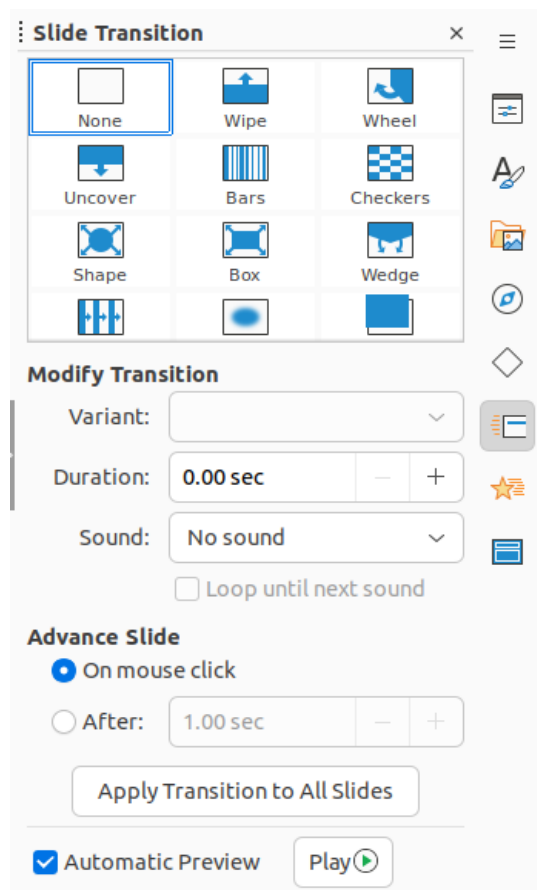 Slide Transition
None Wipe Wheel
Uncover Bars Checkers
Shape Box Wedge
Modify Transition
Variant:
Duration: 0.00 sec
Sound: No sound
Loop until next sound
Advance Slide
On mouse click
After: 1.00 sec
Apply Transition to All Slides
Automatic Preview Play